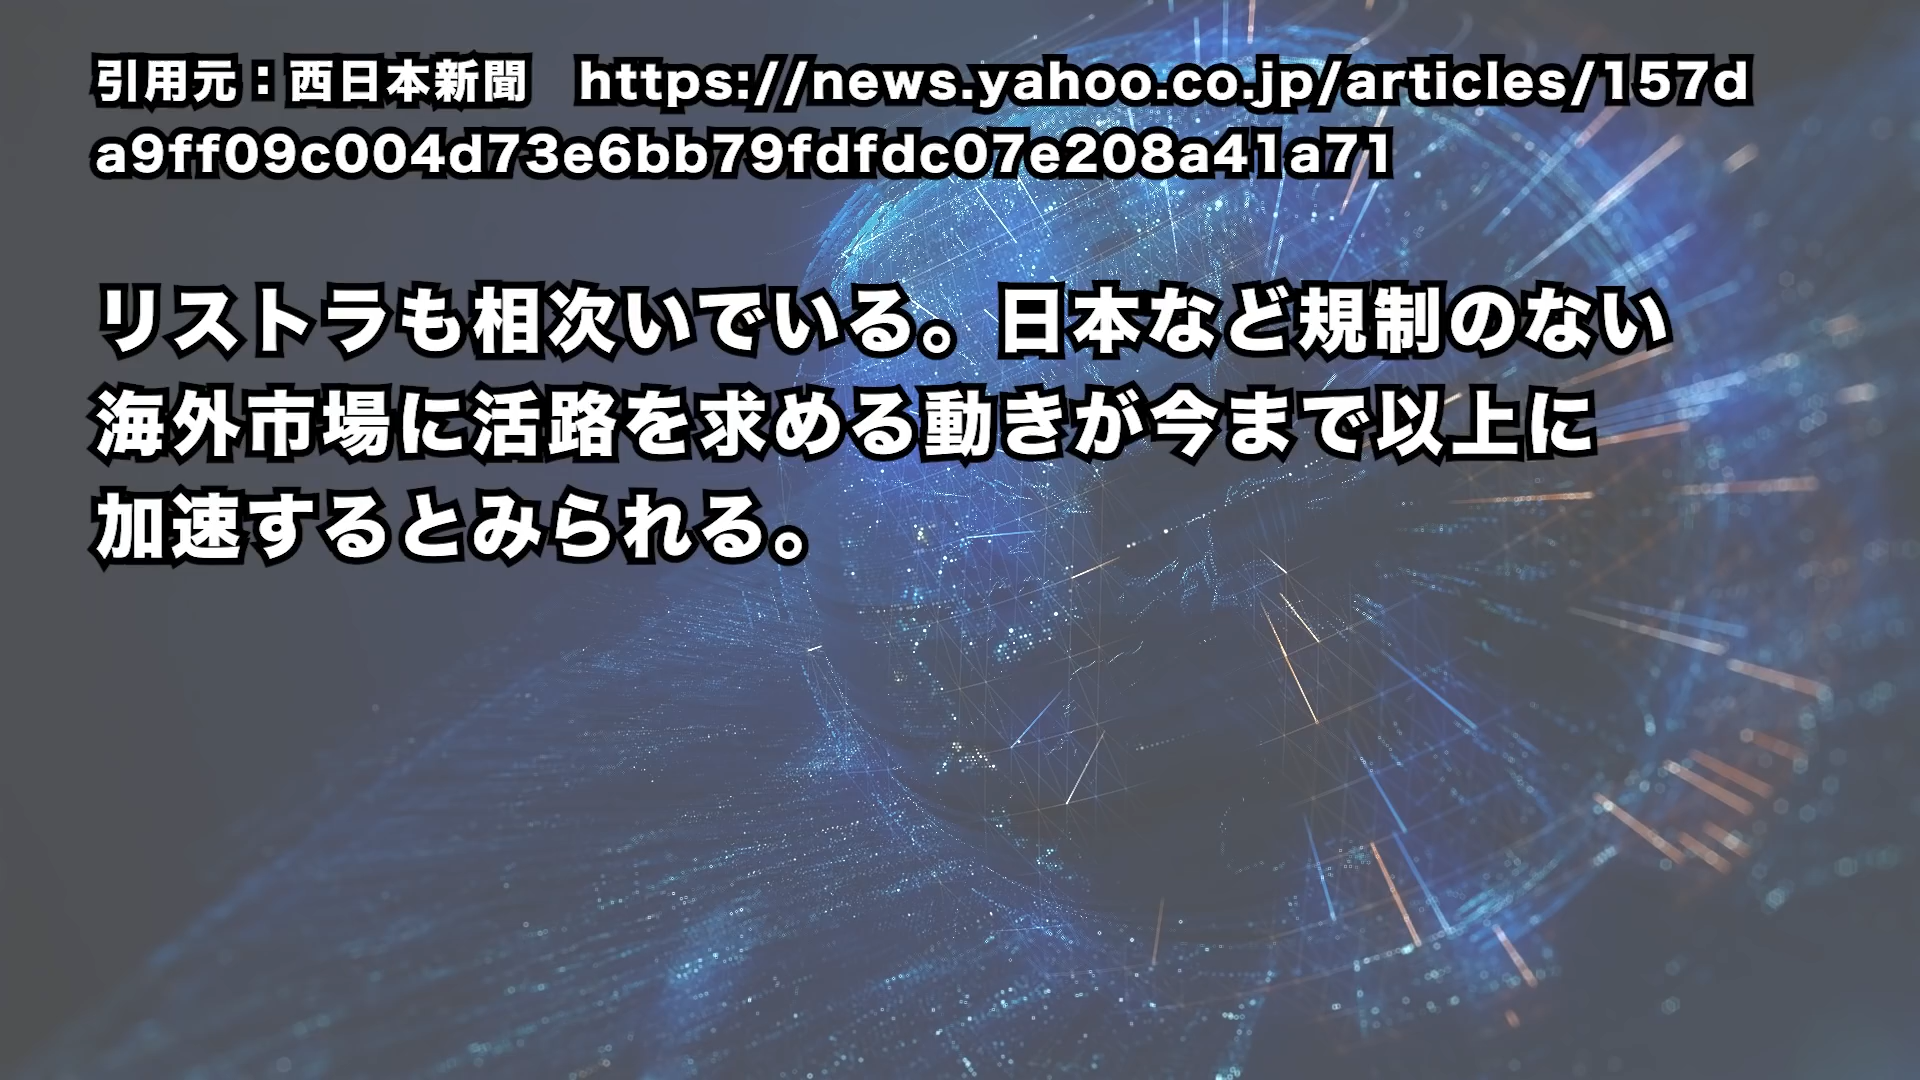 引用元：西日本新聞　https://news.yahoo.co.jp/articles/157d
a9ff09c004d73e6bb79fdfdc07e208a41a71
リストラも相次いでいる。日本など規制のない
海外市場に活路を求める動きが今まで以上に
加速するとみられる。